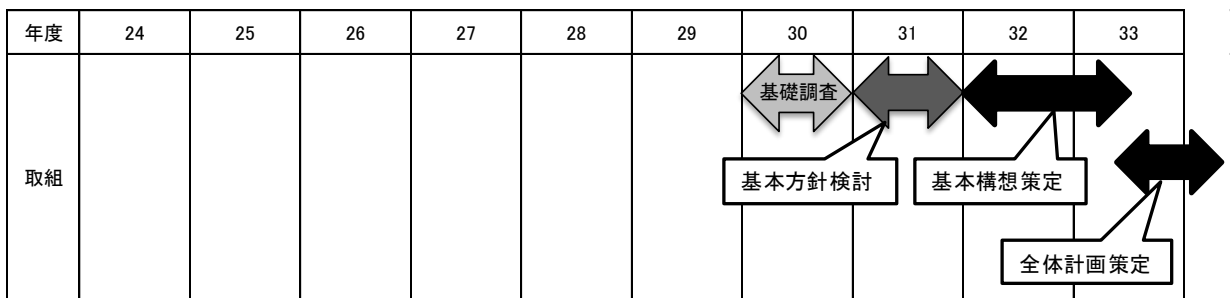 年度 24 25 26 27 28 29 30 31 32 33
基礎調査
取組
基本方針検討 基本構想策定
全体計画策定